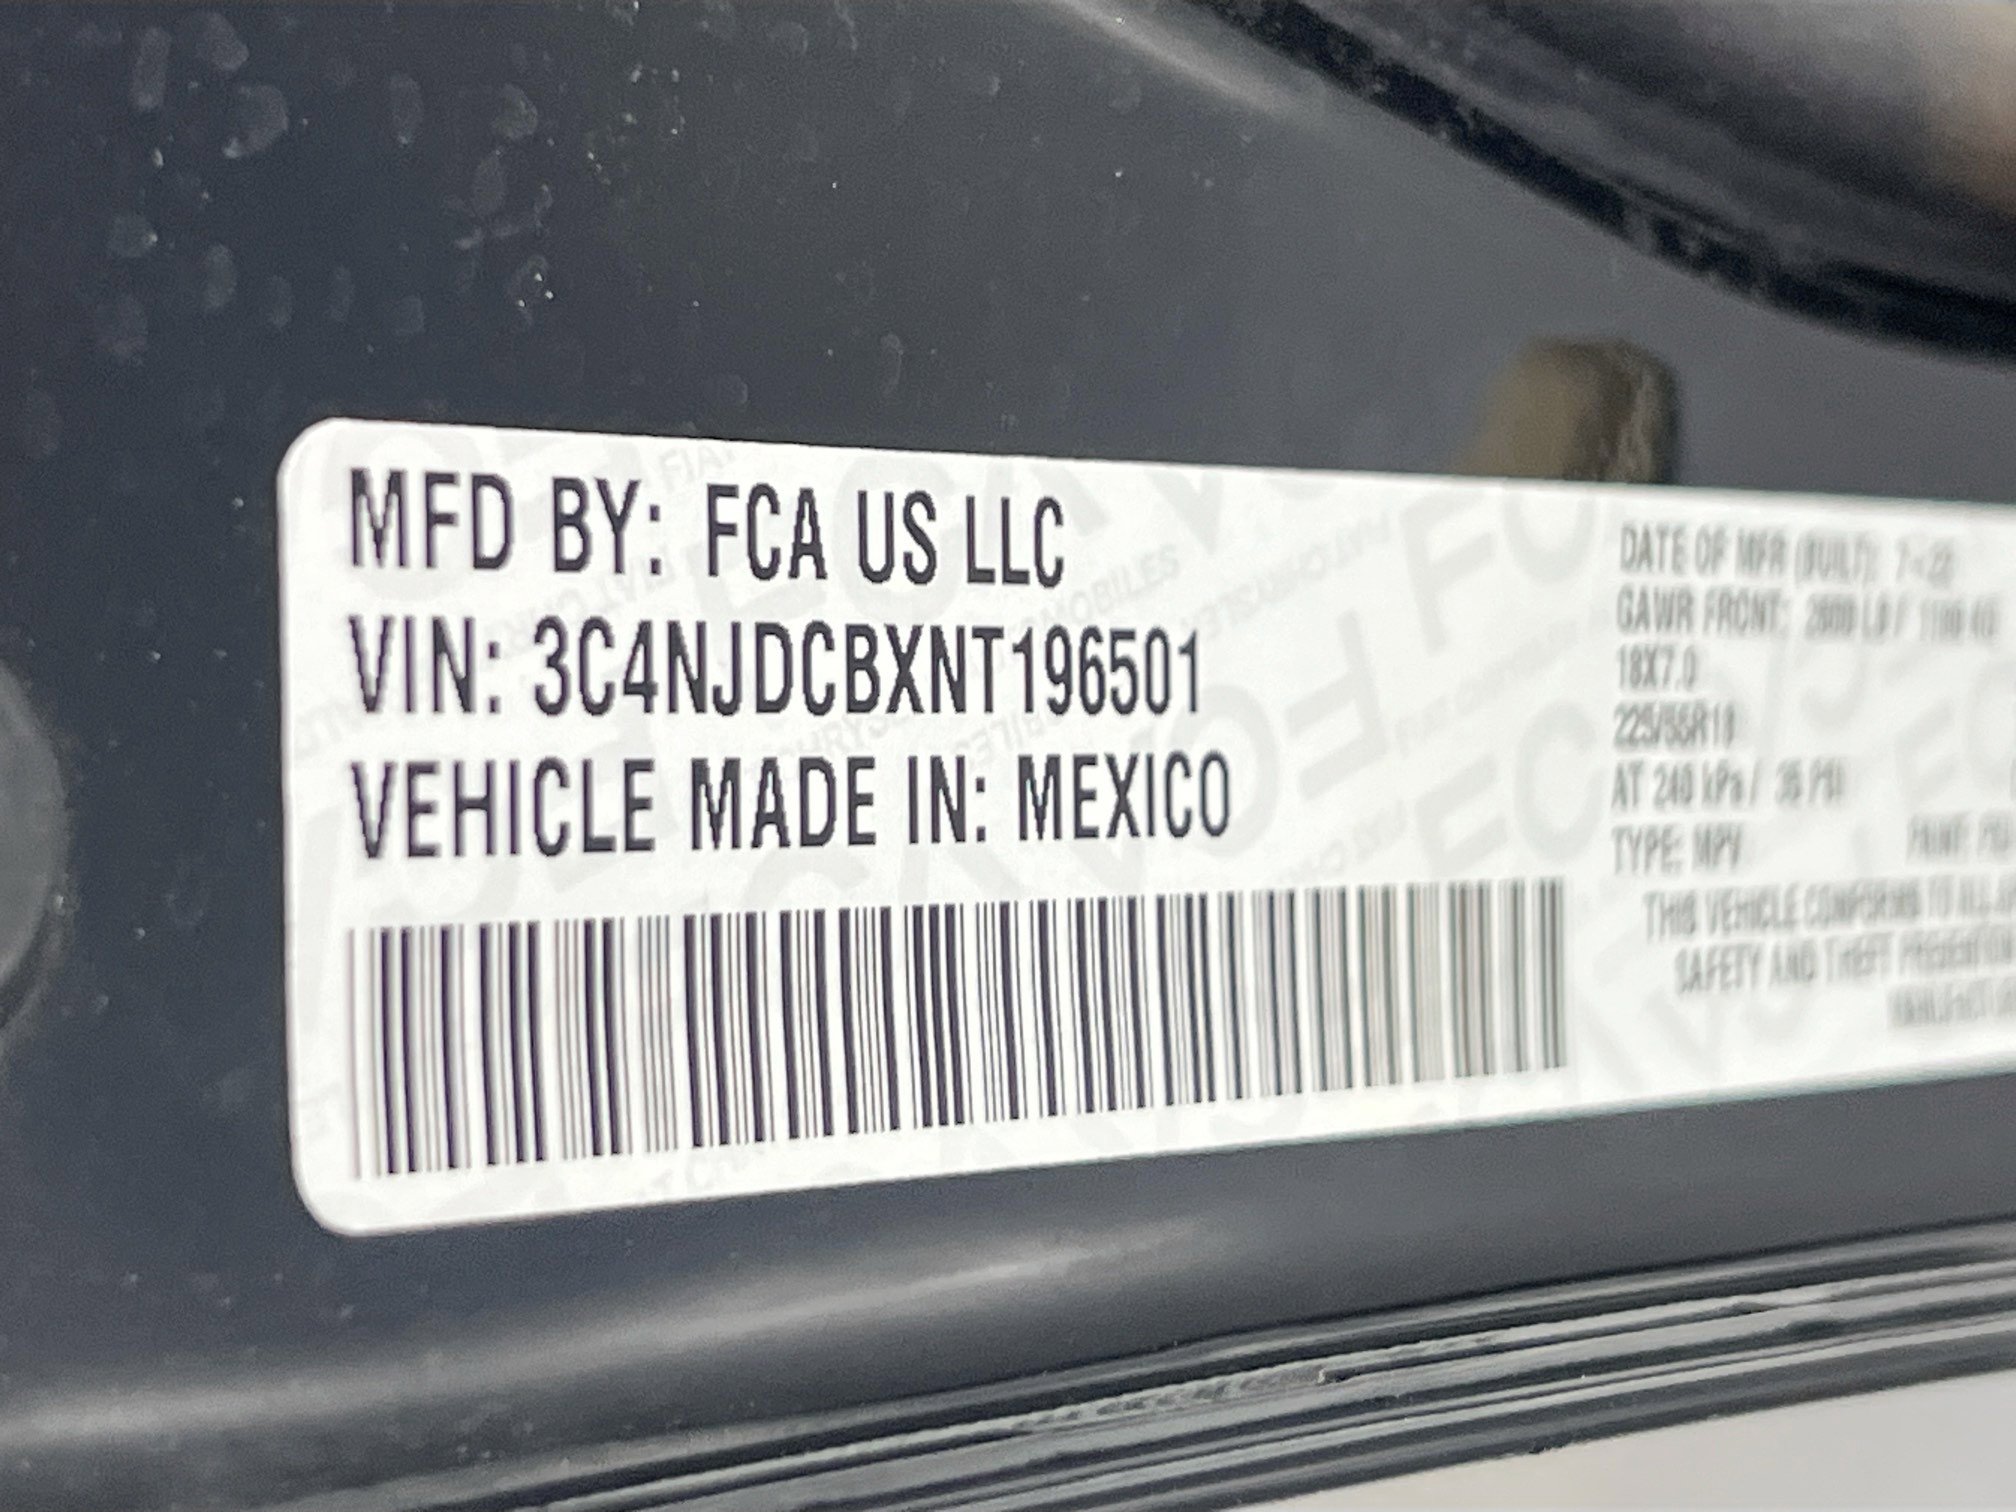 MFD BY: FCA US LLC
VIN: 3C4NJDCBXNT196501
VEHICLE MADE IN: MEXICO
DATE OF MFR (BUILT):
GAWR FRONT:
18X7.0
225/55R18
AT 240 kPa / 35 PSI
TYPE: MPV
THIS VEHICLE CONFORMS TO ALL
SAFETY AND THEFT